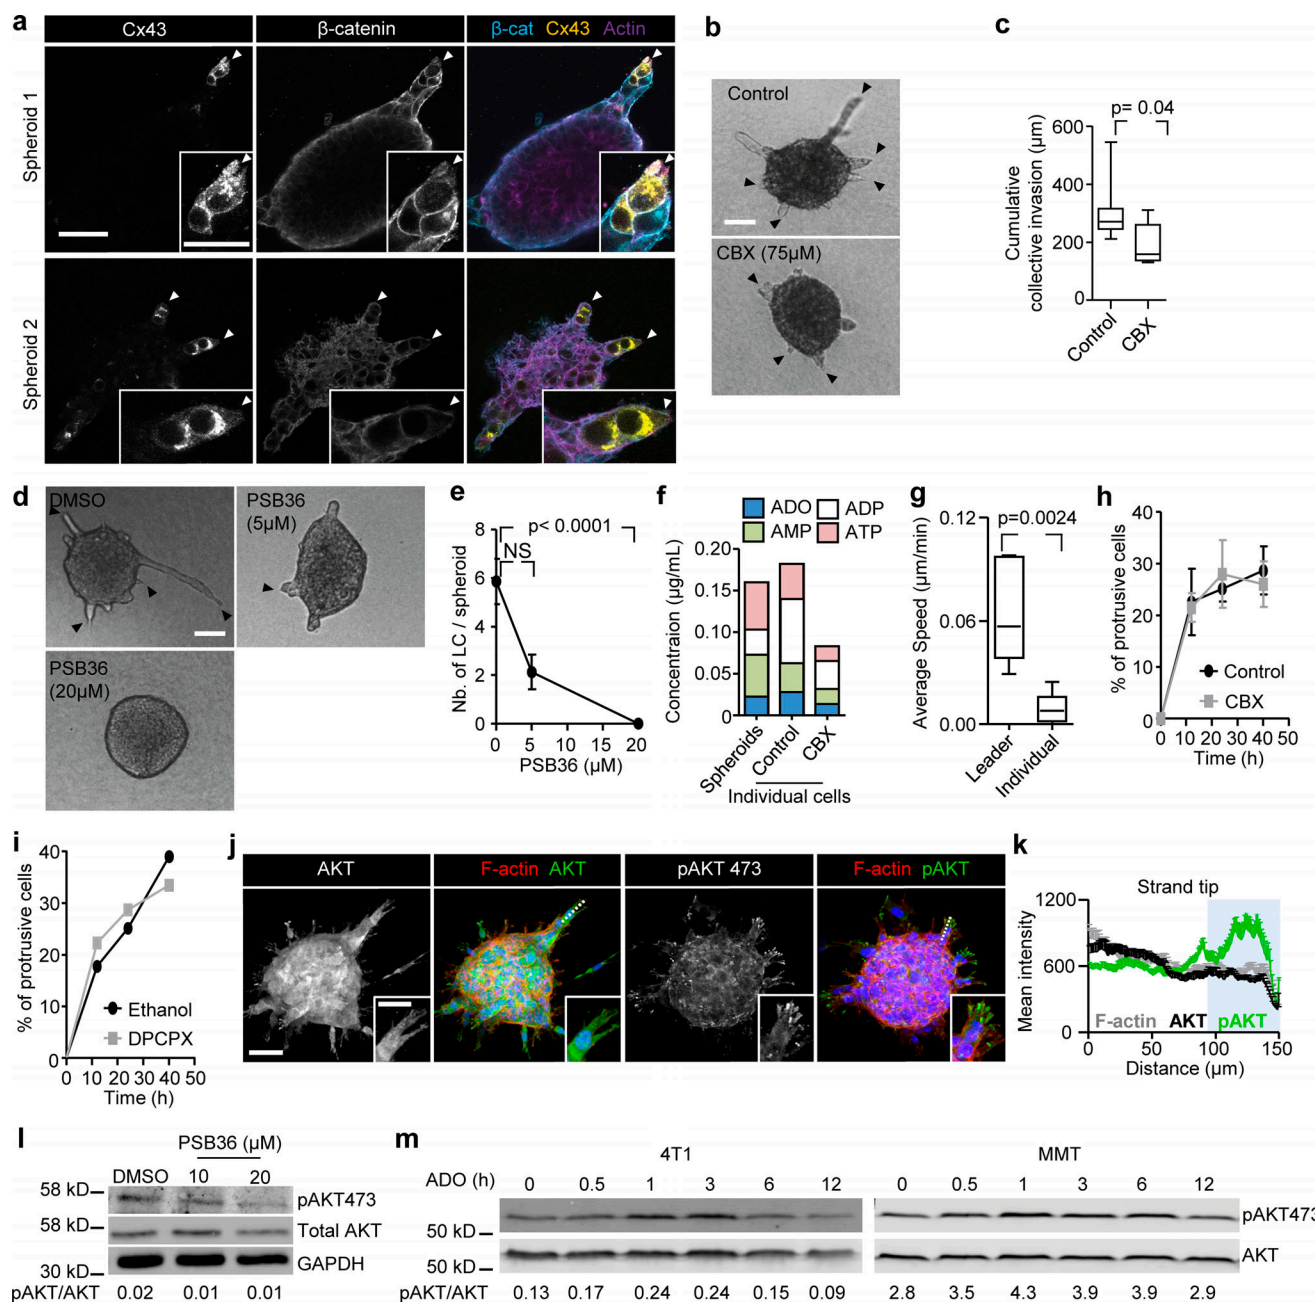 a
Cx43
β-catenin
β-cat Cx43 Actin
Spheroid 1
Spheroid 2
b
Control
CBX (75µM)
c
p= 0.04
Cumulative
collective invasion (µm)
600
400
200
0
Control
CBX
d
DMSO
PSB36
(5µM)
PSB36
(20µM)
e
p< 0.0001
NS
Nb. of LC / spheroid
8
6
4
2
0
0 5 10 15 20
PSB36 (µM)
f
ADO ADP
AMP ATP
Concentraion (µg/mL)
0.20
0.15
0.10
0.05
0
Spheroids
Control
CBX
Individual cells
g
p=0.0024
Average Speed (µm/min)
0.12
0.06
0.00
Leader
Individual
h
% of protrusive cells
40
30
20
10
0
Control
CBX
0 10 20 30 40 50
Time (h)
i
% of protrusive cells
40
30
20
10
0
Ethanol
DPCPX
0 10 20 30 40 50
Time (h)
j
AKT
F-actin AKT
pAKT 473
F-actin pAKT
k
Strand tip
Mean intensity
1200
600
0
F-actin AKT pAKT
0 50 100 150
Distance (µm)
l
PSB36 (µM)
DMSO 10 20
58 kD
pAKT473
58 kD
Total AKT
GAPDH
30 kD
pAKT/AKT 0.02 0.01 0.01
m
4T1
MMT
ADO (h) 0 0.5 1 3 6 12 0 0.5 1 3 6 12
pAKT473
50 kD
AKT
50 kD
pAKT/AKT 0.13 0.17 0.24 0.24 0.15 0.09 2.8 3.5 4.3 3.9 3.9 2.9